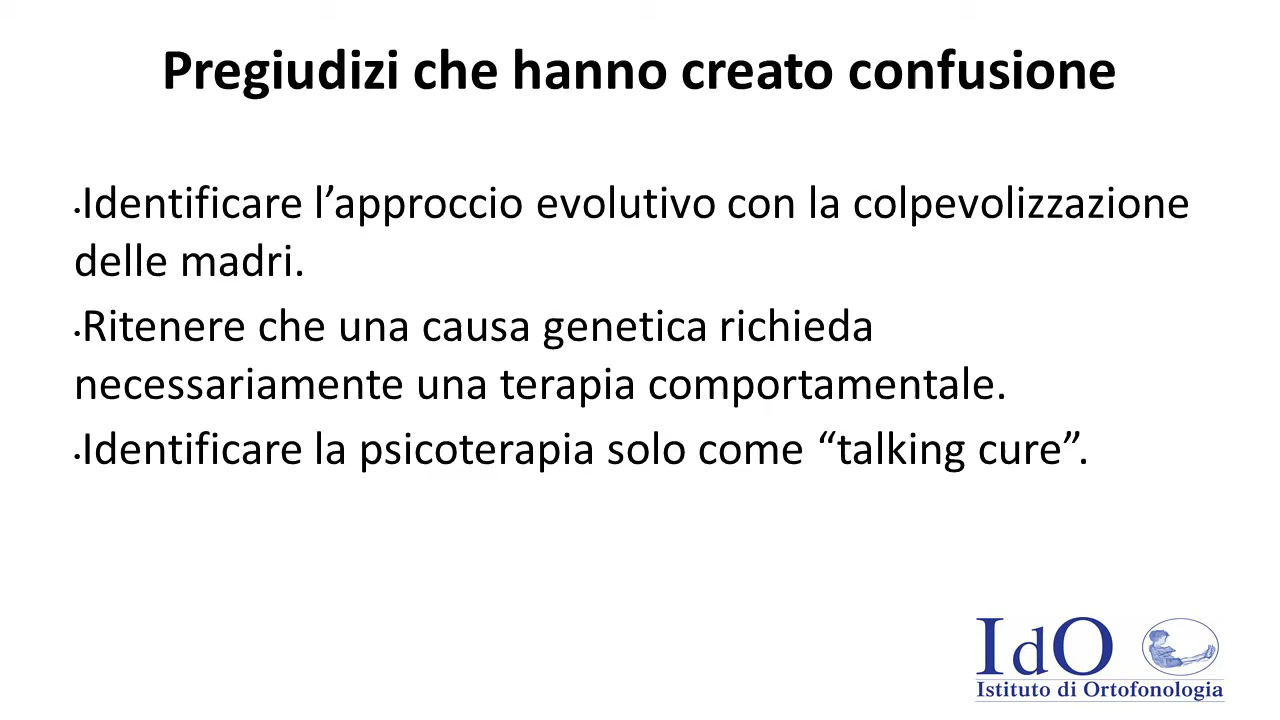 Pregiudizi che hanno creato confusione
•Identificare l’approccio evolutivo con la colpevolizzazione
delle madri.
•Ritenere che una causa genetica richieda
necessariamente una terapia comportamentale.
•Identificare la psicoterapia solo come “talking cure”.
IdO
Istituto di Ortofonologia